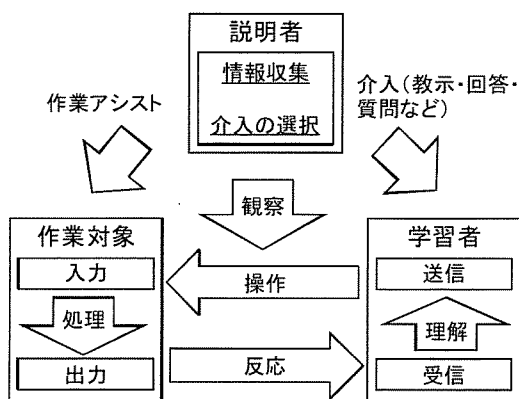 説明者
情報収集
介入の選択
作業アシスト
介入(教示・回答・
質問など)
観察
作業対象
入力
処理
出力
操作
反応
学習者
送信
理解
受信